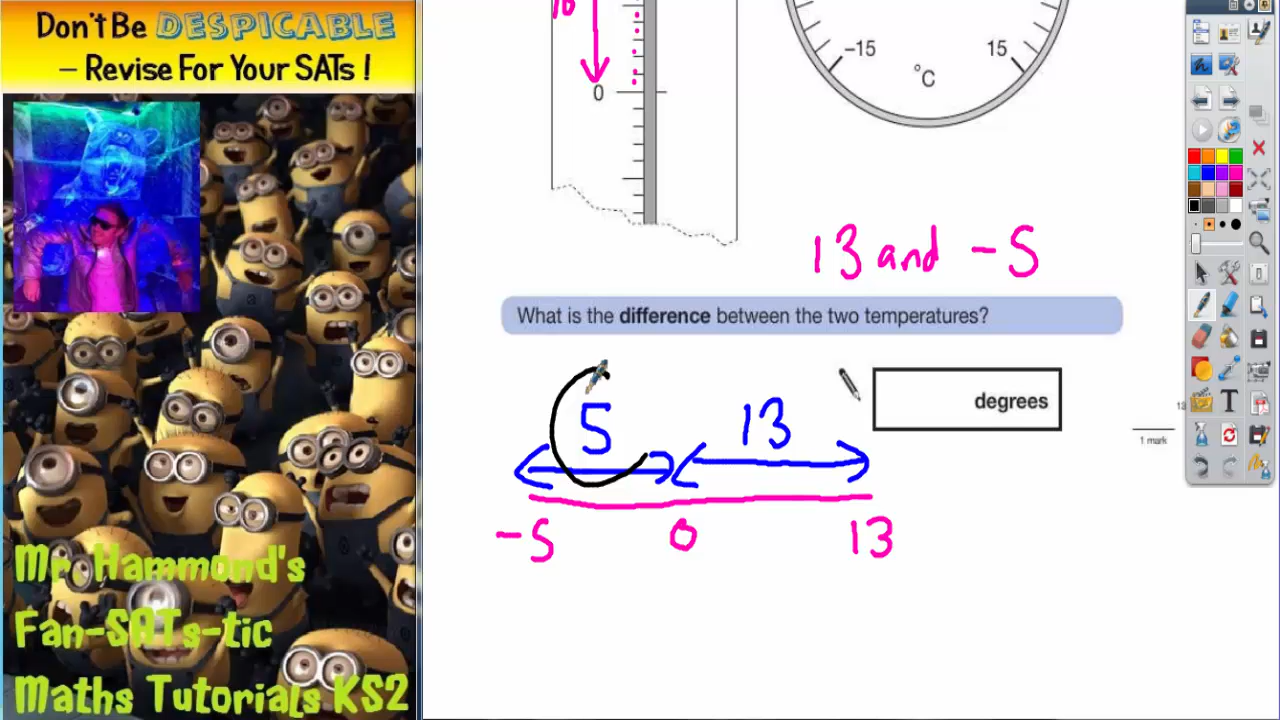 Don't Be DESPICABLE
– Revise For Your SATs !
Mr. Hammond's
Fan-SATs-tic
Maths Tutorials KS2
10
0
–15
15
°C
13 and -5
What is the difference between the two temperatures?
5
13
degrees
1 mark
-5
0
13